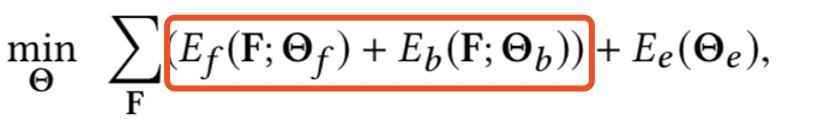 min_Θ ∑_F (E_f(F; Θ_f) + E_b(F; Θ_b)) + E_e(Θ_e),